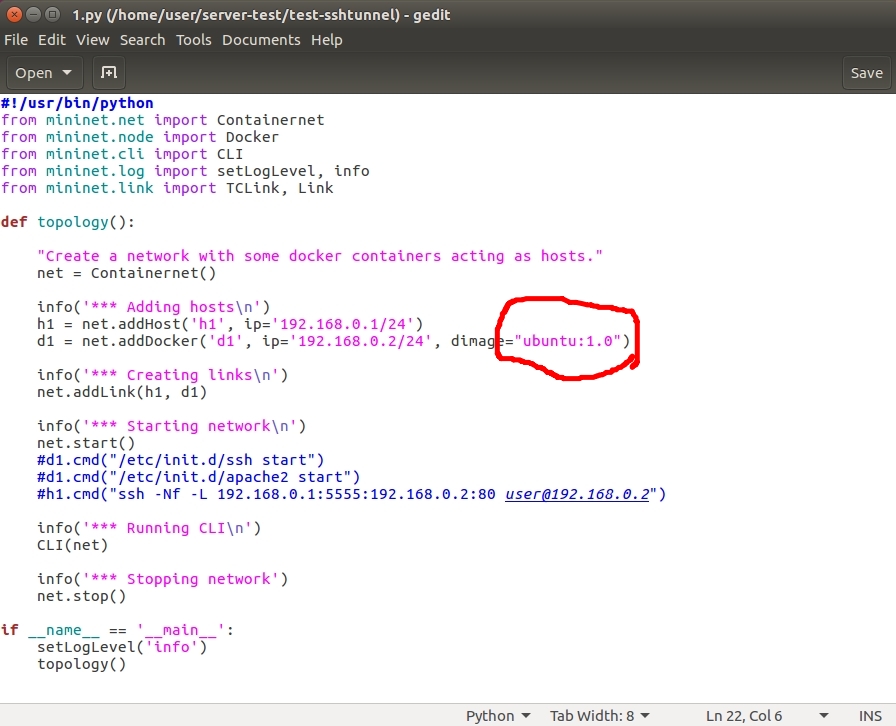 1.py (/home/user/server-test/test-sshtunnel) - gedit
File Edit View Search Tools Documents Help
Open Save
#!/usr/bin/python
from mininet.net import Containernet
from mininet.node import Docker
from mininet.cli import CLI
from mininet.log import setLogLevel, info
from mininet.link import TCLink, Link
def topology():
"Create a network with some docker containers acting as hosts."
net = Containernet()
info('*** Adding hosts\n')
h1 = net.addHost('h1', ip='192.168.0.1/24')
d1 = net.addDocker('d1', ip='192.168.0.2/24', dimage="ubuntu:1.0")
info('*** Creating links\n')
net.addLink(h1, d1)
info('*** Starting network\n')
net.start()
#d1.cmd("/etc/init.d/ssh start")
#d1.cmd("/etc/init.d/apache2 start")
#h1.cmd("ssh -Nf -L 192.168.0.1:5555:192.168.0.2:80 user@192.168.0.2")
info('*** Running CLI\n')
CLI(net)
info('*** Stopping network')
net.stop()
if __name__ == '__main__':
setLogLevel('info')
topology()
Python Tab Width: 8 Ln 22, Col 6 INS